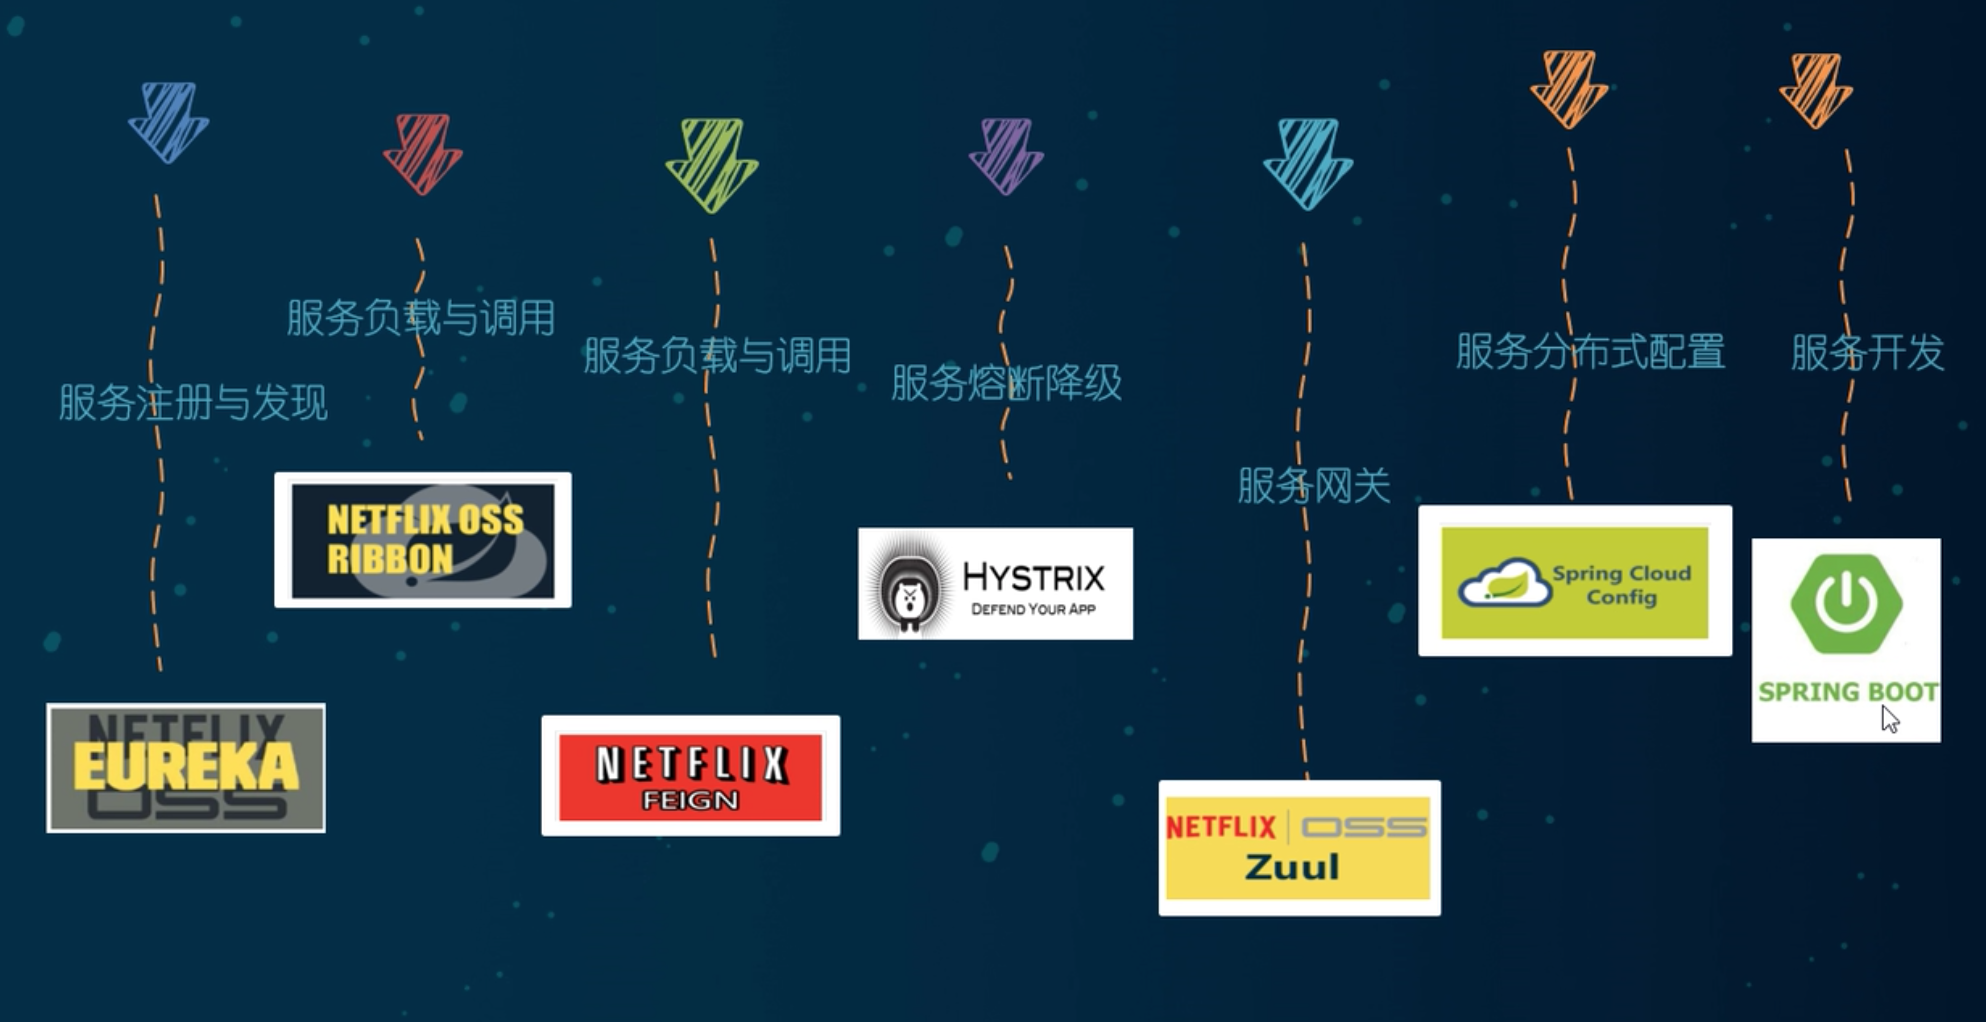 服务注册与发现
NETFLIX
EUREKA
OSS
服务负载与调用
NETFLIX OSS
RIBBON
服务负载与调用
NETFLIX
FEIGN
服务熔断降级
HYSTRIX
DEFEND YOUR APP
服务网关
NETFLIX | OSS
Zuul
服务分布式配置
Spring Cloud
Config
服务开发
SPRING BOOT